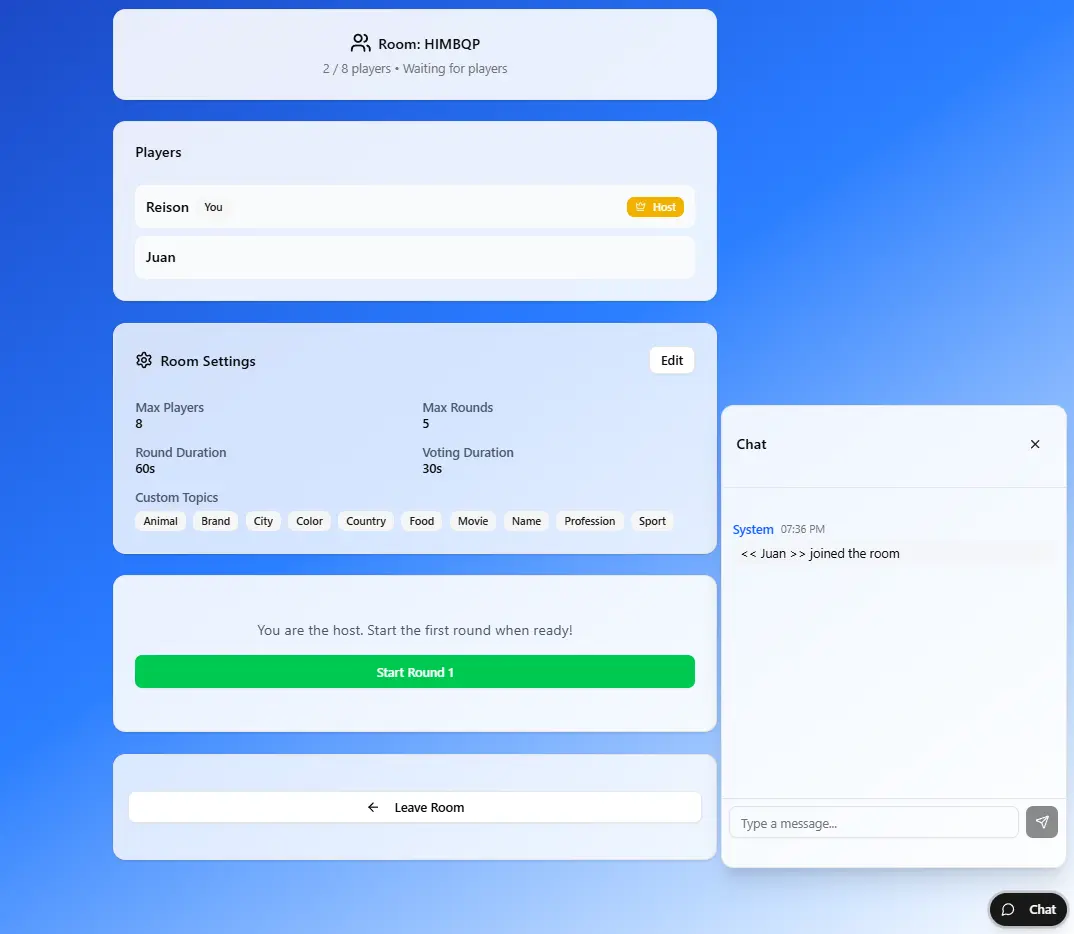 Room: HIMBQP
2 / 8 players • Waiting for players
Players
Reison You Host
Juan
Room Settings Edit
Max Players Max Rounds
8 5
Round Duration Voting Duration
60s 30s
Custom Topics
Animal Brand City Color Country Food Movie Name Profession Sport
You are the host. Start the first round when ready!
Start Round 1
Leave Room
Chat
System 07:36 PM
<< Juan >> joined the room
Type a message...
Chat